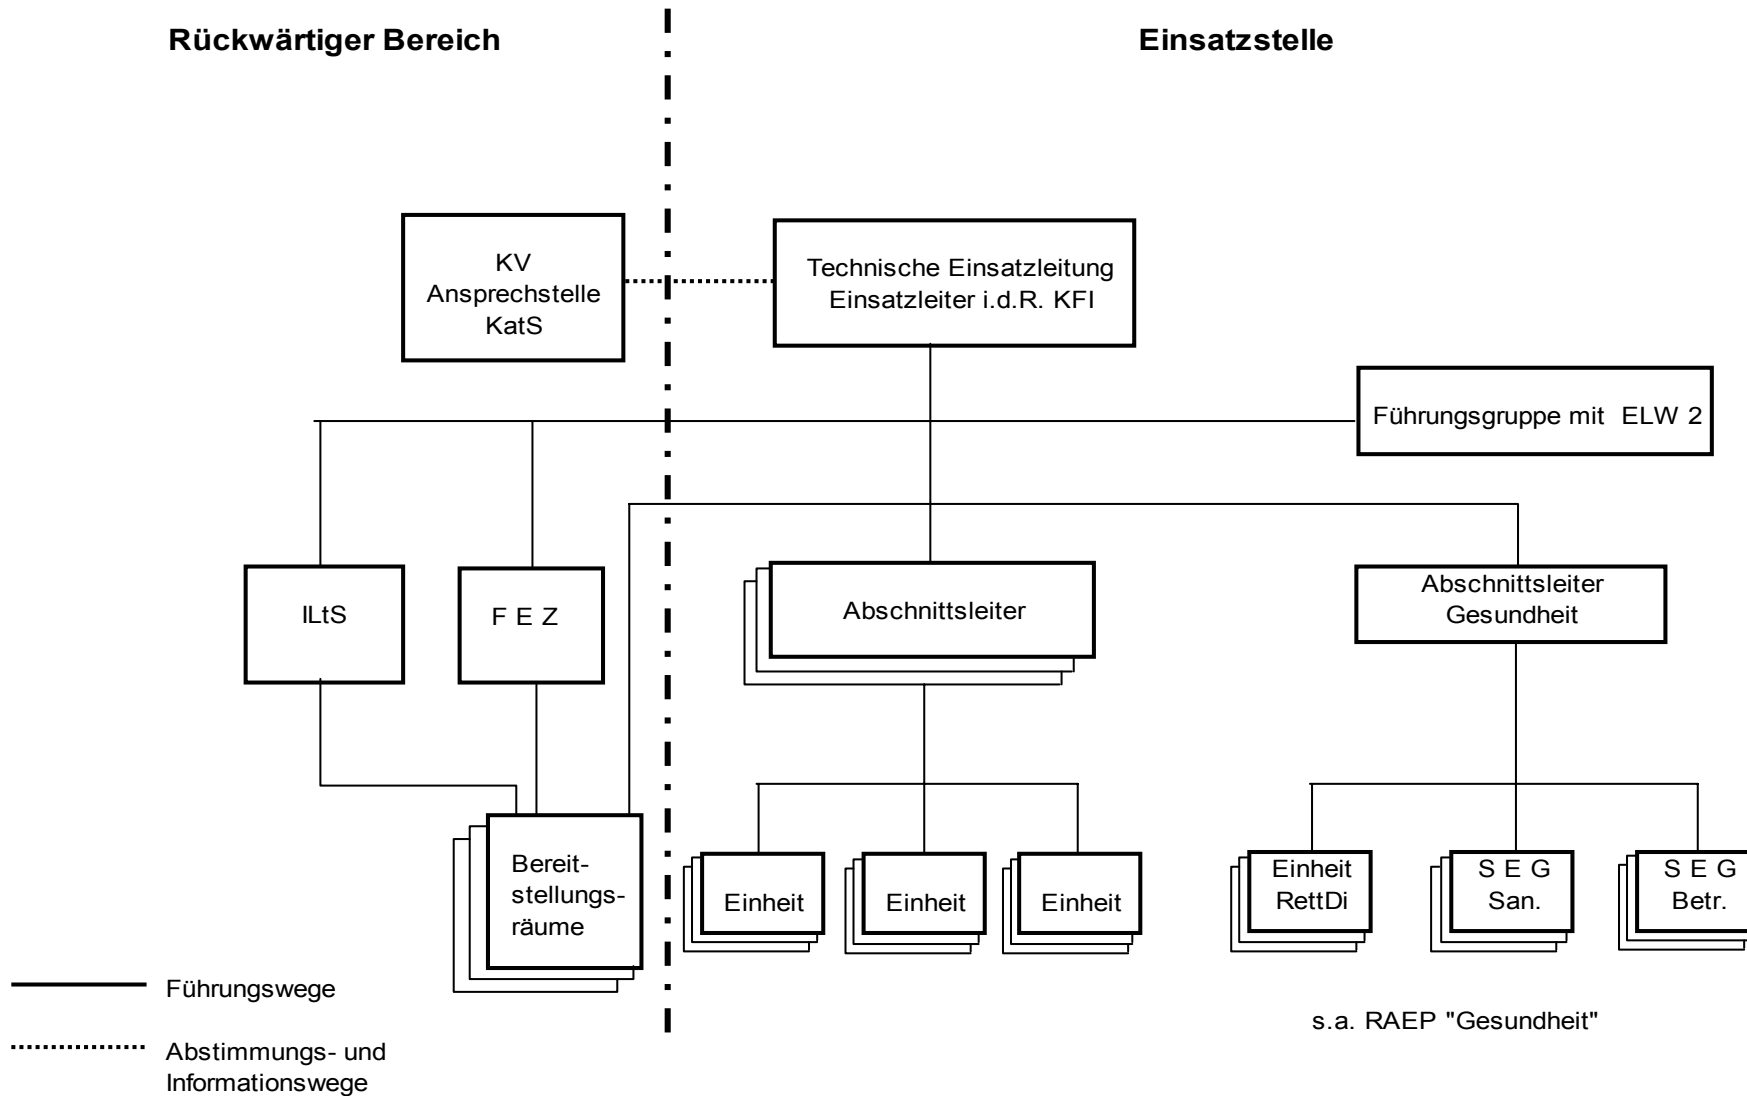 Rückwärtiger Bereich
Einsatzstelle
KV
Ansprechstelle
KatS
Technische Einsatzleitung
Einsatzleiter i.d.R. KFI
Führungsgruppe mit ELW 2
ILtS
F E Z
Abschnittsleiter
Abschnittsleiter
Gesundheit
Bereit-
stellungs-
räume
Einheit
Einheit
Einheit
Einheit
RettDi
S E G
San.
S E G
Betr.
Führungswege
s.a. RAEP "Gesundheit"
Abstimmungs- und
Informationswege